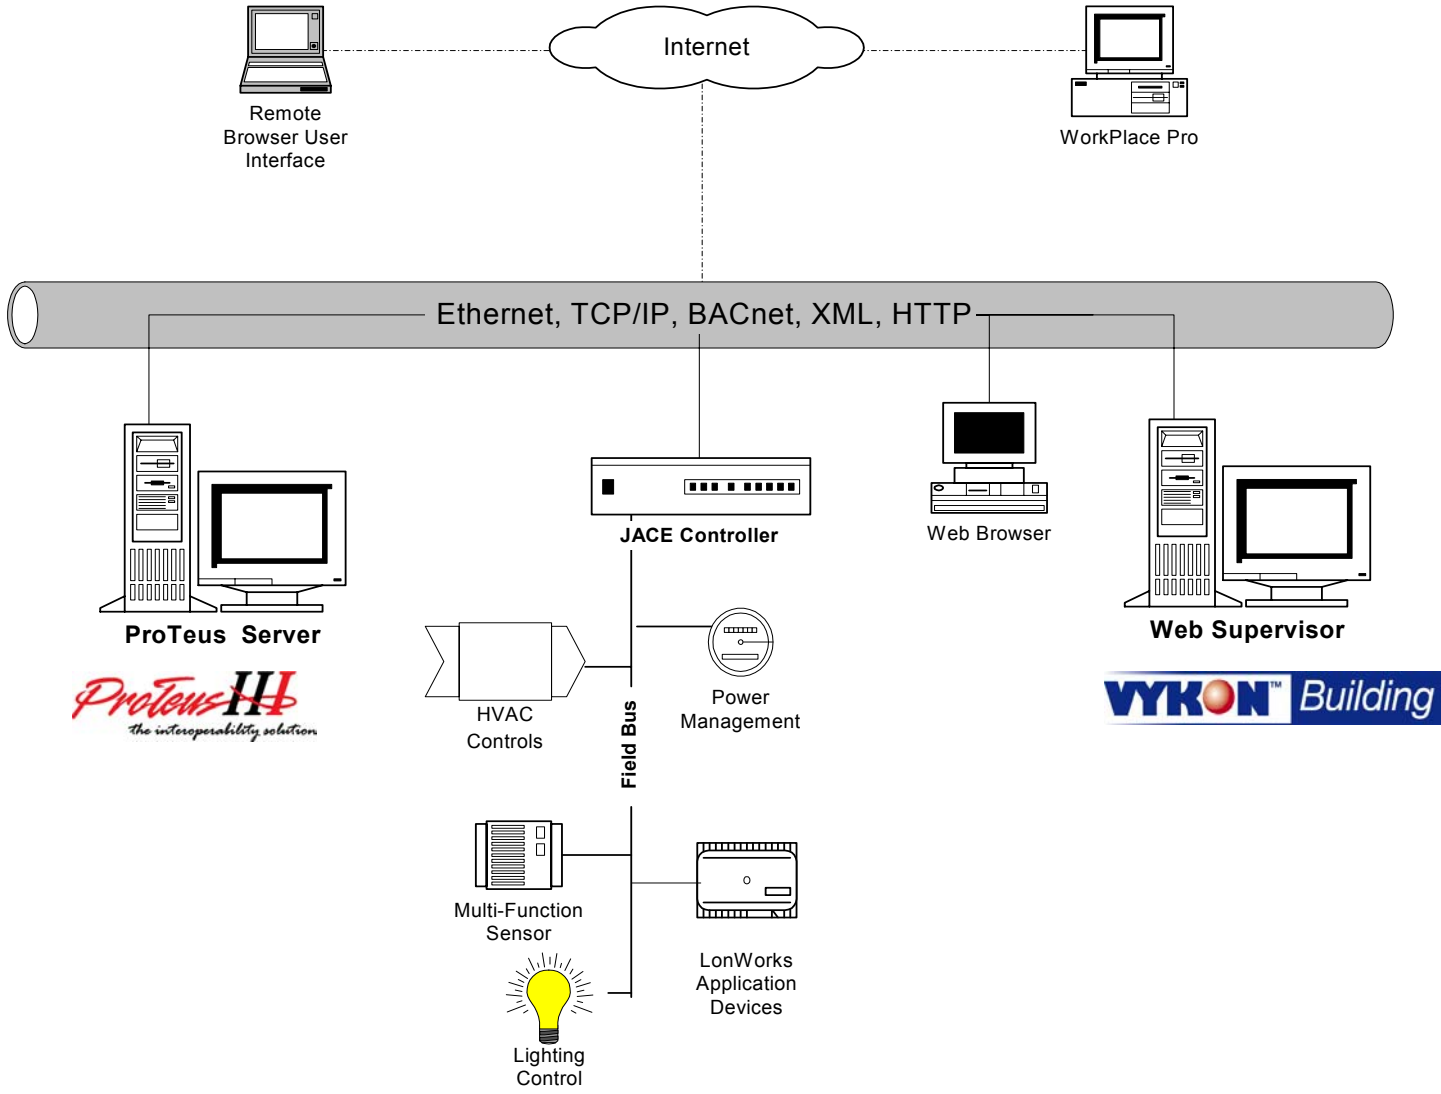 Internet
Remote
Browser User
Interface
WorkPlace Pro
Ethernet, TCP/IP, BACnet, XML, HTTP
JACE Controller
Web Browser
ProTeus Server
Web Supervisor
ProTeus III
the interoperability solution
VYKON™ Building
HVAC
Controls
Power
Management
Field Bus
Multi-Function
Sensor
LonWorks
Application
Devices
Lighting
Control